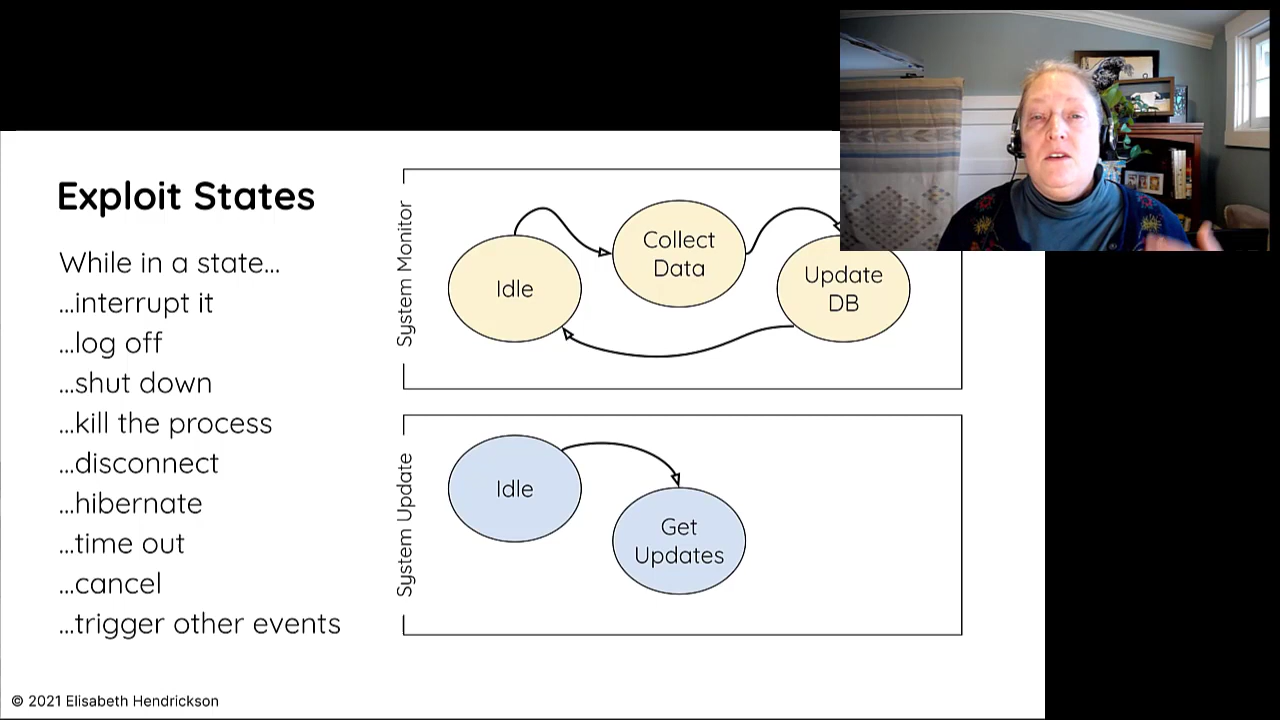 Exploit States
While in a state...
...interrupt it
...log off
...shut down
...kill the process
...disconnect
...hibernate
...time out
...cancel
...trigger other events
System Monitor
Idle
Collect
Data
Update
DB
System Update
Idle
Get
Updates
© 2021 Elisabeth Hendrickson